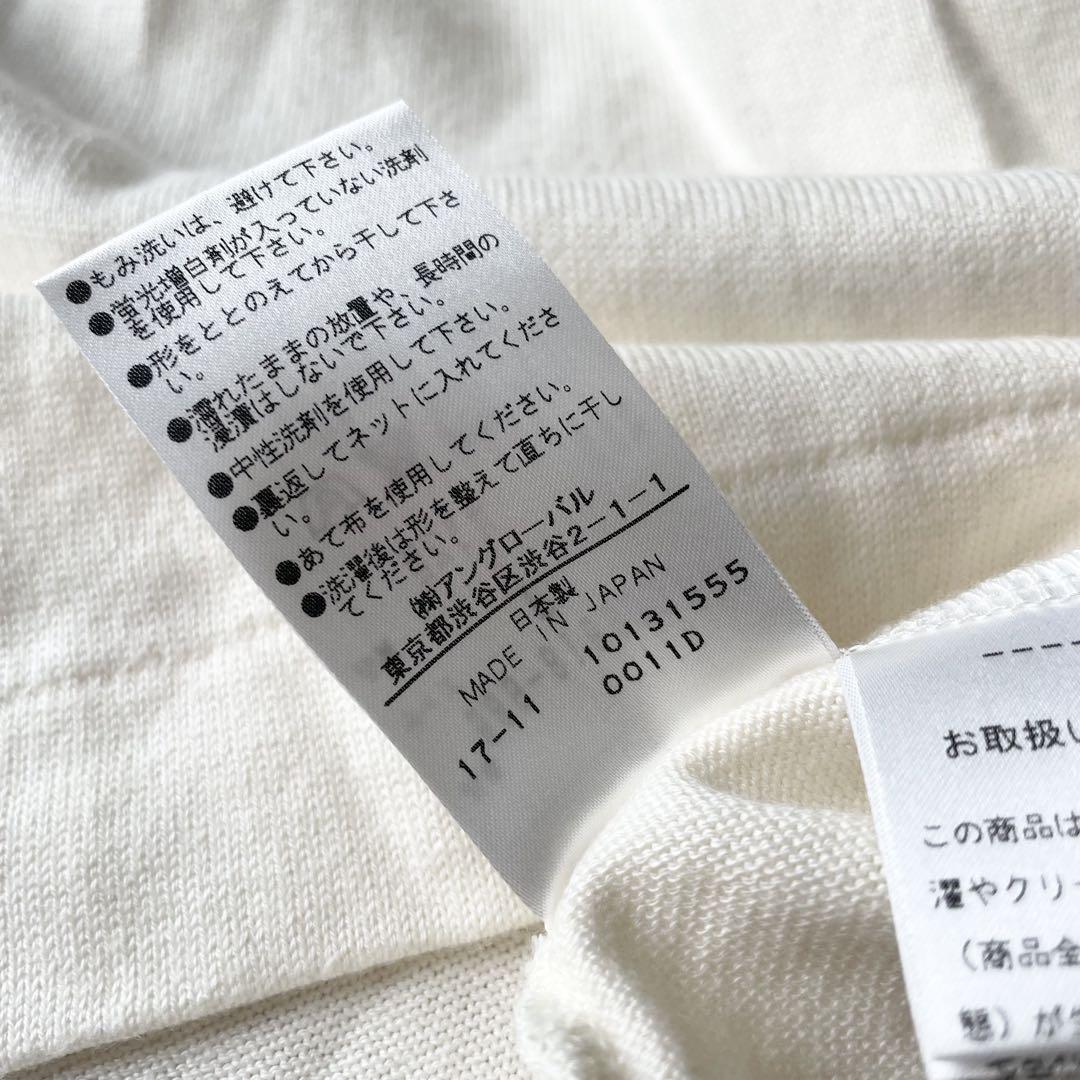 ●もみ洗いは、避けて下さい。
●蛍光増白剤が入っていない洗剤
を使用して下さい。
●形をととのえてから干して下さ
い。
●濡れたままの放置や、長時間の
浸漬はしないで下さい。
●中性洗剤を使用して下さい。
●裏返してネットに入れてくださ
い。
●あて布を使用してください。
●洗濯後は形を整えて直ちに干し
てください。
㈱アングローバル
東京都渋谷区渋谷2-1-1
日本製
MADE IN JAPAN
17-11 10131555
0011D
お取扱い
この商品は
濯やクリー
（商品全
態）が